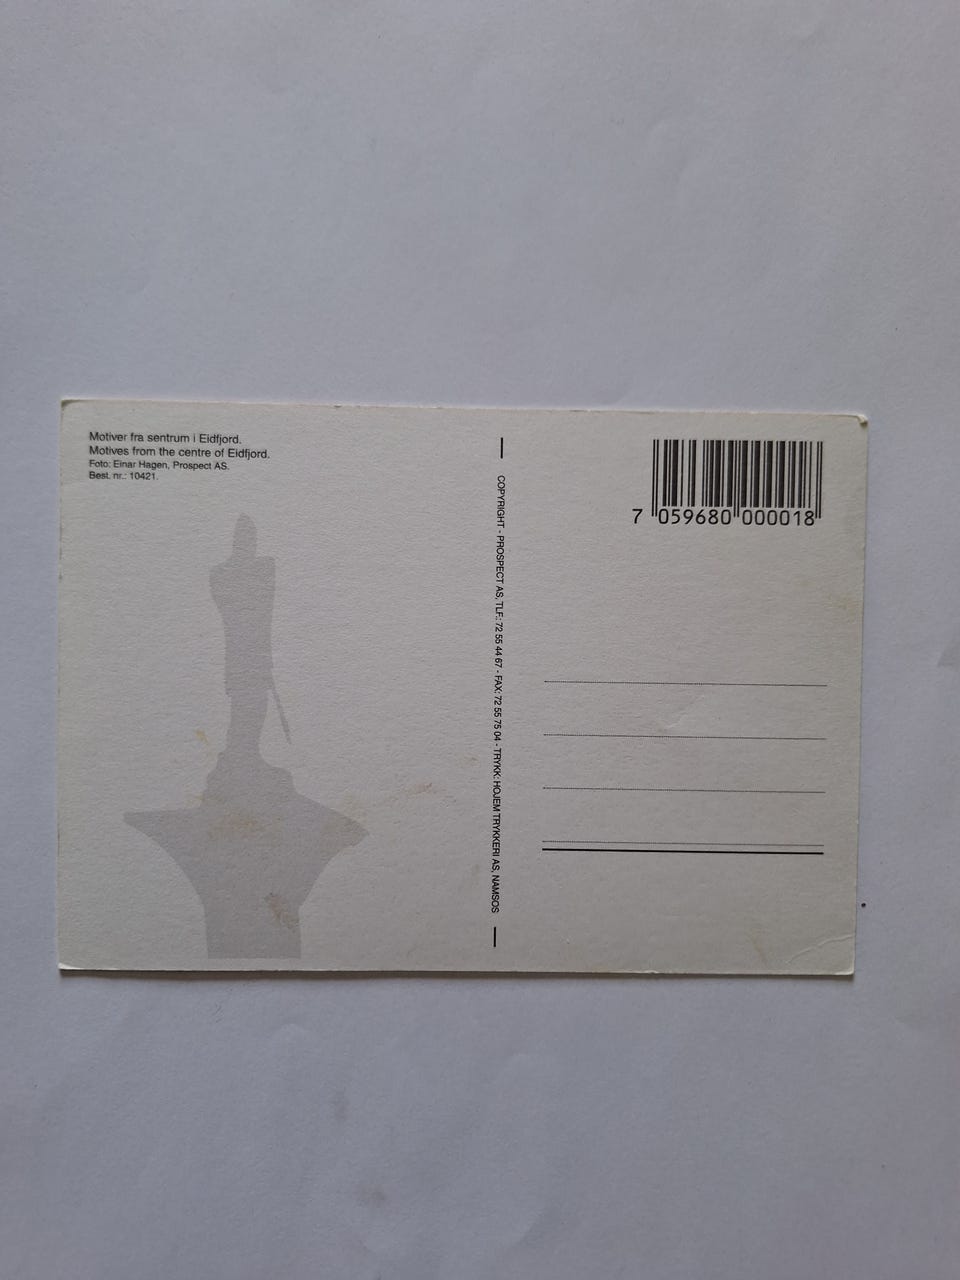 Motiver fra sentrum i Eidfjord.
Motives from the centre of Eidfjord.
Foto: Einar Hagen, Prospect AS.
Best. nr.: 10421.
COPYRIGHT - PROSPECT AS, TLF.: 72 55 44 67 - FAX: 72 55 75 04 - TRYKK: HOJEM TRYKKERI AS, NAMSOS
7 059680 000018